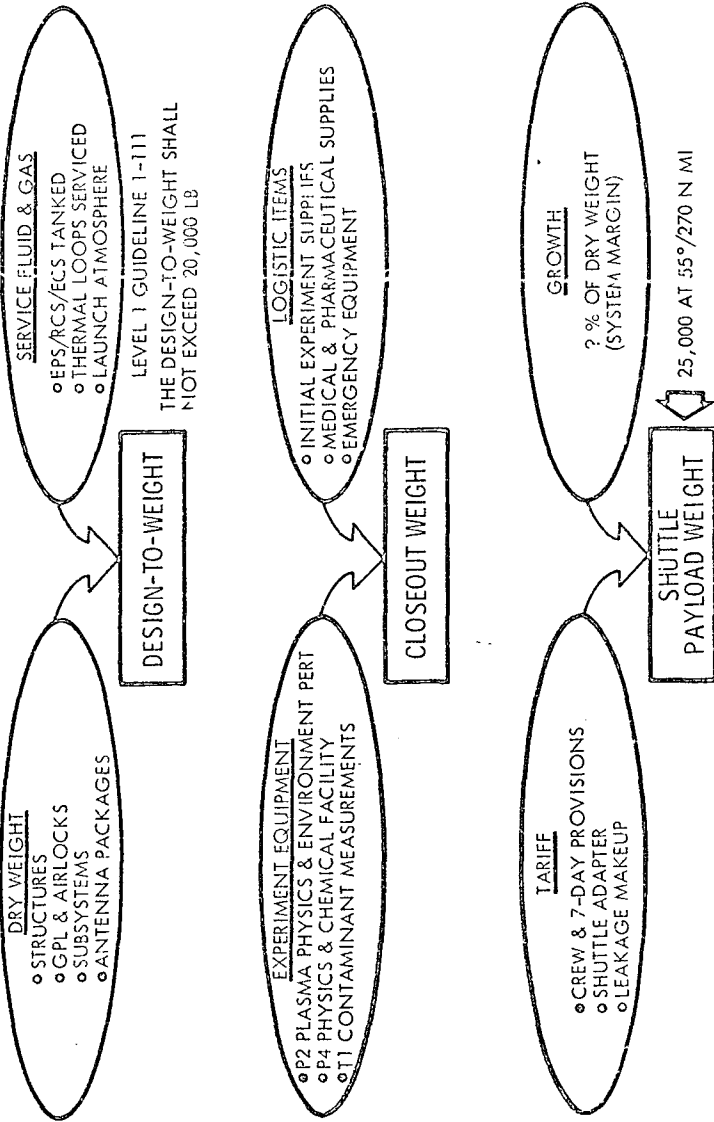 DRY WEIGHT
o STRUCTURES
o GPL & AIRLOCKS
o SUBSYSTEMS
o ANTENNA PACKAGES
SERVICE FLUID & GAS
o EPS/RCS/ECS TANKED
o THERMAL LOOPS SERVICED
o LAUNCH ATMOSPHERE
DESIGN-TO-WEIGHT
LEVEL 1 GUIDELINE 1-111
THE DESIGN-TO-WEIGHT SHALL
NOT EXCEED 20,000 LB
EXPERIMENT EQUIPMENT
o P2 PLASMA PHYSICS & ENVIRONMENT PERT
o P4 PHYSICS & CHEMICAL FACILITY
o T1 CONTAMINANT MEASUREMENTS
LOGISTIC ITEMS
o INITIAL EXPERIMENT SUPPLIES
o MEDICAL & PHARMACEUTICAL SUPPLIES
o EMERGENCY EQUIPMENT
CLOSEOUT WEIGHT
TARIFF
o CREW & 7-DAY PROVISIONS
o SHUTTLE ADAPTER
o LEAKAGE MAKEUP
GROWTH
? % OF DRY WEIGHT
(SYSTEM MARGIN)
SHUTTLE
PAYLOAD WEIGHT
25,000 AT 55°/270 N MI